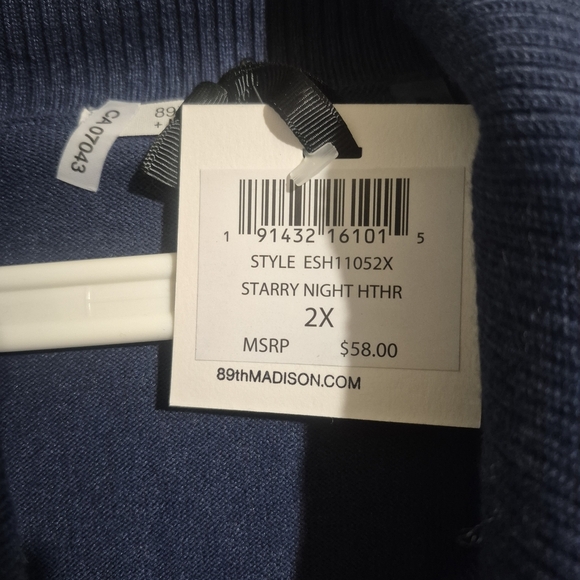 CA07043
89
+
1 91432 16101 5
STYLE ESH11052X
STARRY NIGHT HTHR
2X
MSRP $58.00
89thMADISON.COM